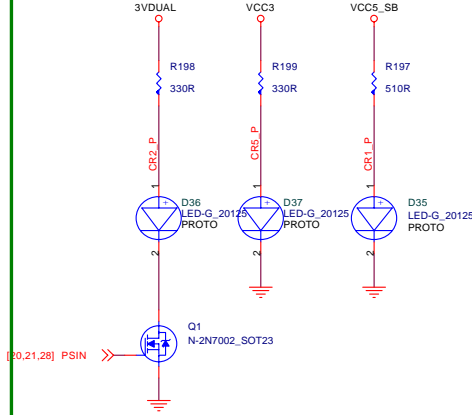 3VDUAL
VCC3
VCC5_SB
R198
330R
R199
330R
R197
510R
CR2_P
CR5_P
CR1_P
1
1
1
D36
LED-G_20125
PROTO
D37
LED-G_20125
PROTO
D35
LED-G_20125
PROTO
2
2
2
Q1
N-2N7002_SOT23
[20,21,28] PSIN